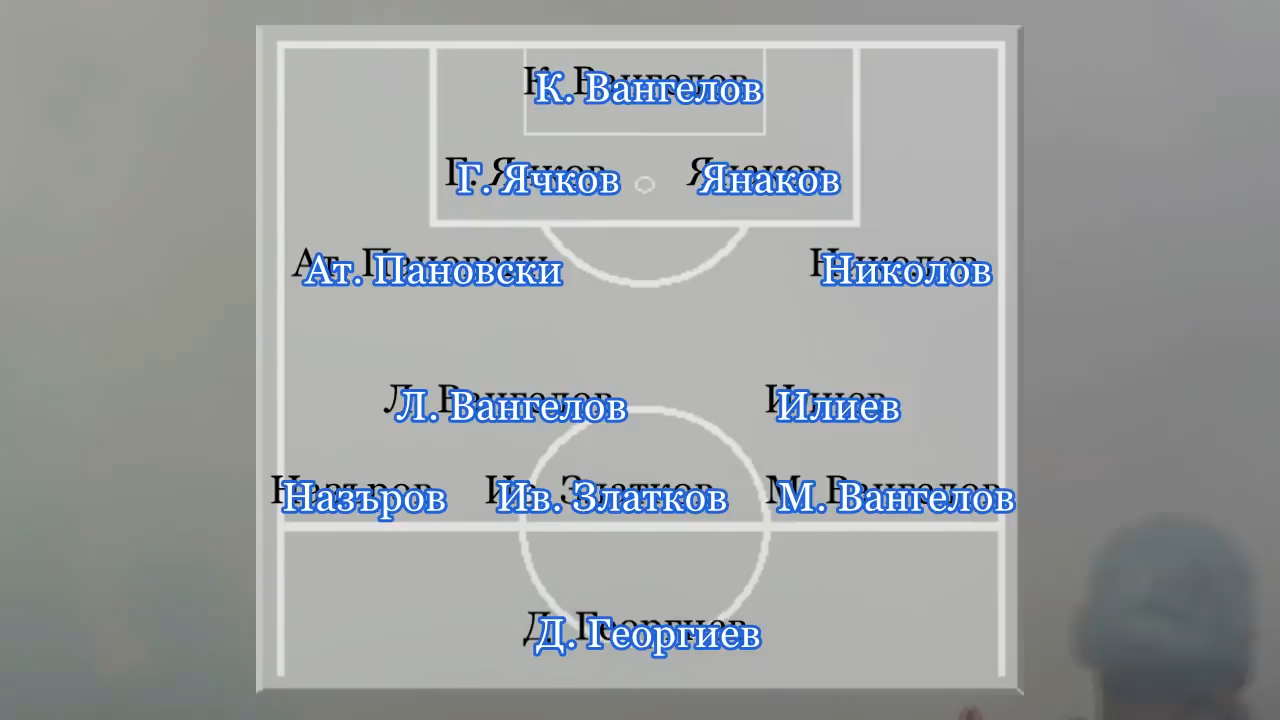 К. Вангелов
Г. Ячков Янаков
Ат. Пановски Николов
Л. Вангелов Илиев
Назъров Ив. Златков М. Вангелов
Д. Георгиев